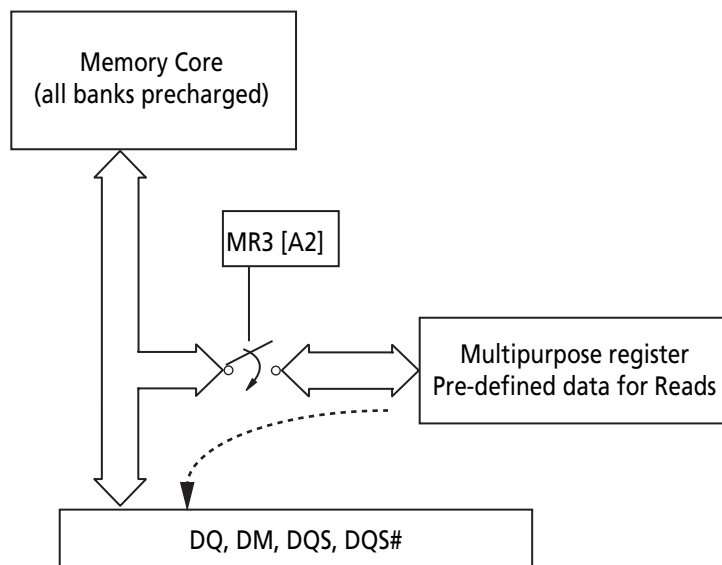 Memory Core
(all banks precharged)
MR3 [A2]
Multipurpose register
Pre-defined data for Reads
DQ, DM, DQS, DQS#